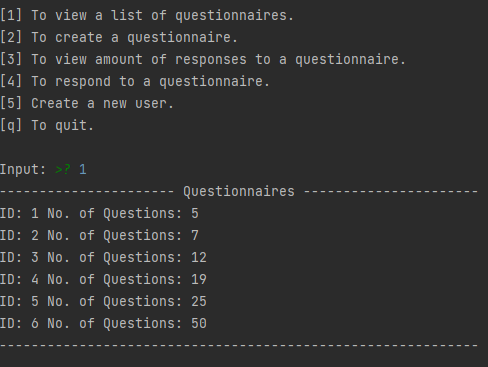 [1] To view a list of questionnaires.
[2] To create a questionnaire.
[3] To view amount of responses to a questionnaire.
[4] To respond to a questionnaire.
[5] Create a new user.
[q] To quit.
Input: >? 1
---------------------- Questionnaires ----------------------
ID: 1 No. of Questions: 5
ID: 2 No. of Questions: 7
ID: 3 No. of Questions: 12
ID: 4 No. of Questions: 19
ID: 5 No. of Questions: 25
ID: 6 No. of Questions: 50
------------------------------------------------------------